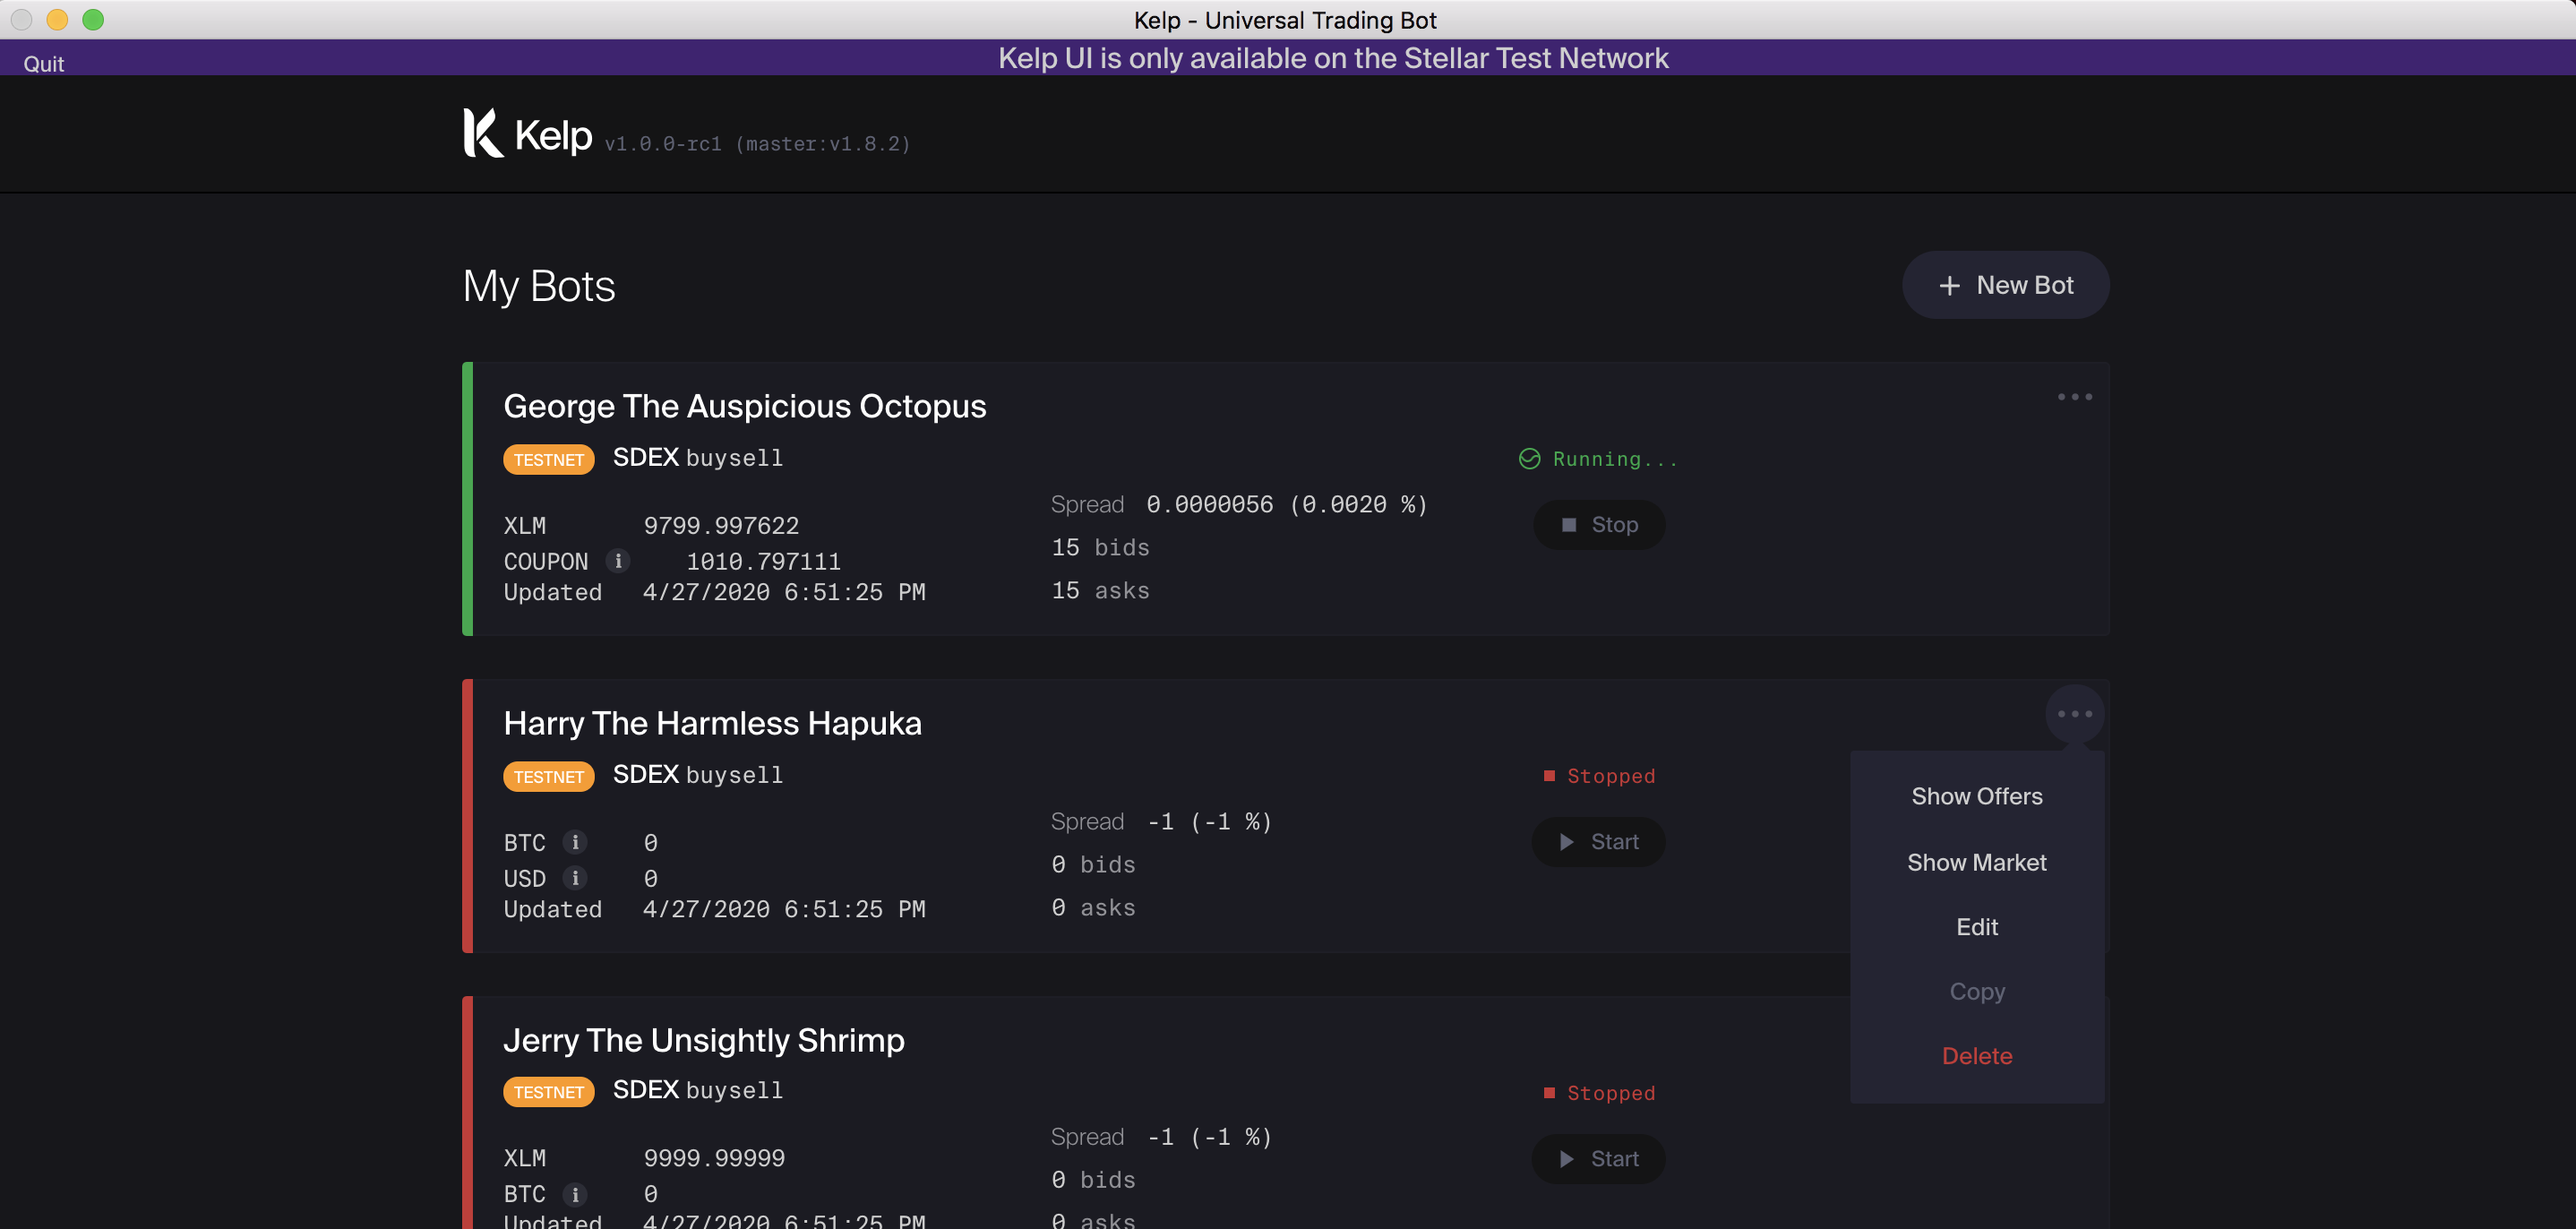 Kelp - Universal Trading Bot
Quit
Kelp UI is only available on the Stellar Test Network
Kelp v1.0.0-rc1 (master:v1.8.2)
My Bots
+ New Bot
George The Auspicious Octopus
TESTNET SDEX buysell
Running...
Spread 0.0000056 (0.0020 %)
XLM 9799.997622
Stop
15 bids
COUPON i 1010.797111
Updated 4/27/2020 6:51:25 PM
15 asks
Harry The Harmless Hapuka
TESTNET SDEX buysell
Stopped
Spread -1 (-1 %)
BTC i 0
Start
0 bids
USD i 0
Updated 4/27/2020 6:51:25 PM
0 asks
Show Offers
Show Market
Edit
Copy
Delete
Jerry The Unsightly Shrimp
TESTNET SDEX buysell
Stopped
Spread -1 (-1 %)
XLM 9999.99999
Start
0 bids
BTC i 0
Updated 4/27/2020 6:51:25 PM
0 asks